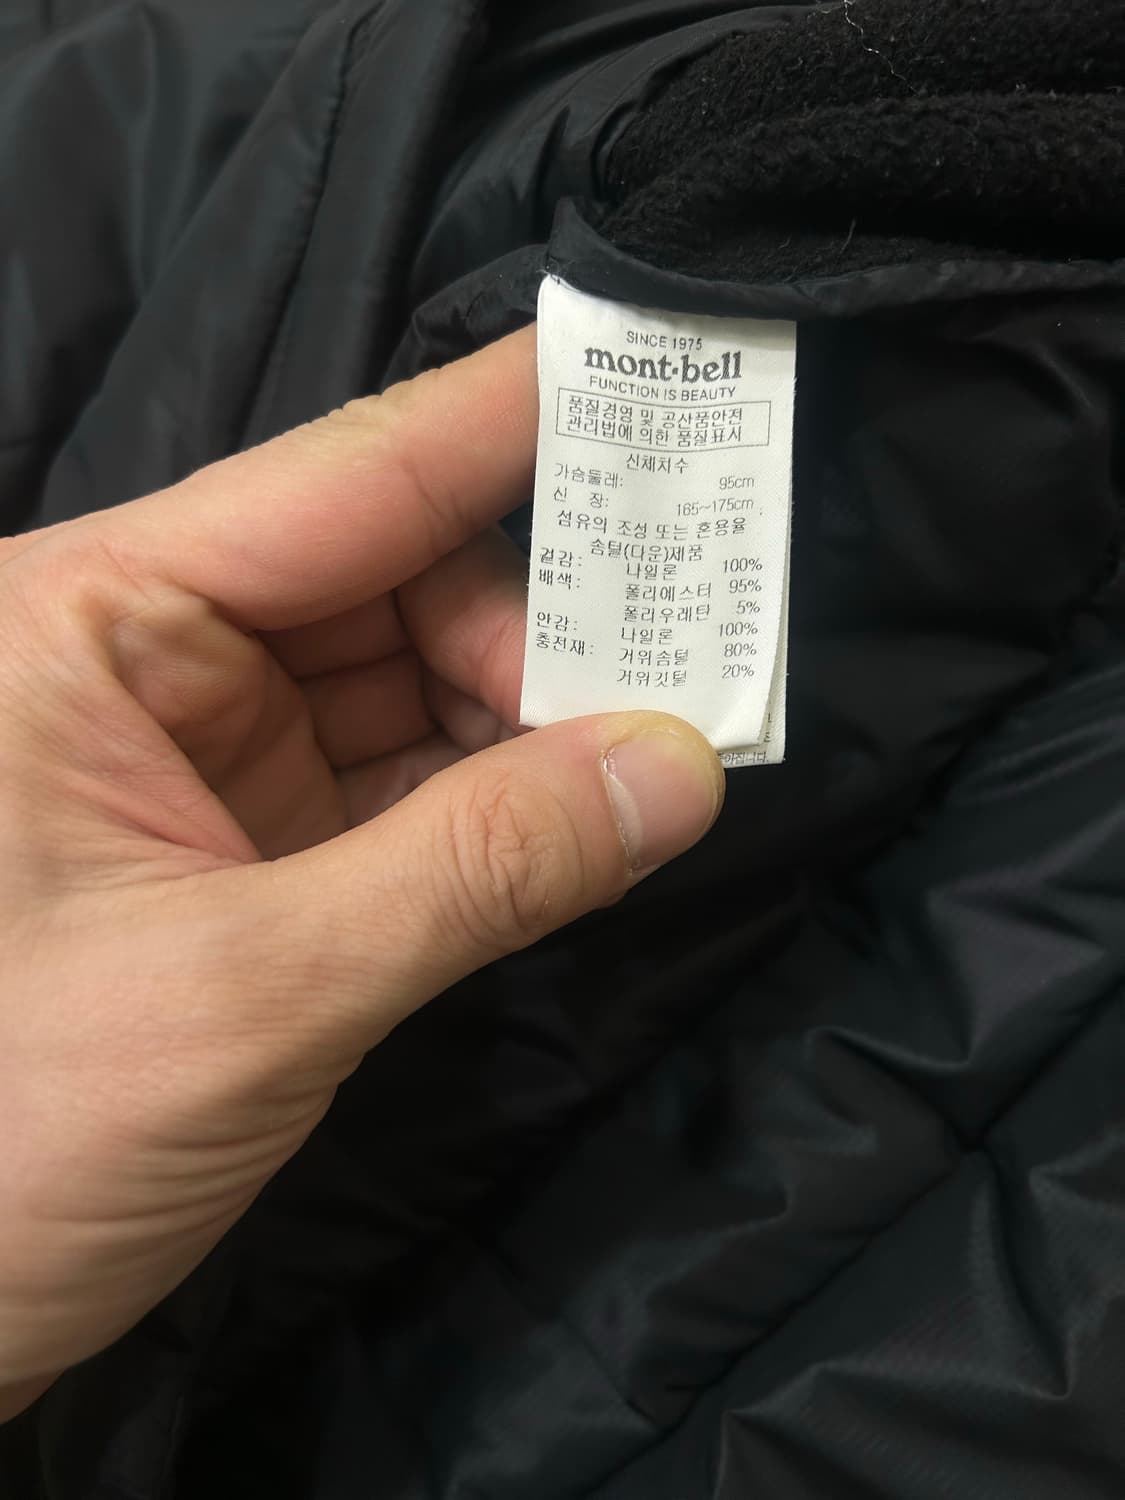 SINCE 1975
mont·bell
FUNCTION IS BEAUTY
품질경영 및 공산품안전
관리법에 의한 품질표시
신체치수
가슴둘레: 95cm
신 장: 165~175cm
섬유의 조성 또는 혼용율
솜털(다운)제품
겉감: 나일론 100%
배색: 폴리에스터 95%
폴리우레탄 5%
안감: 나일론 100%
충전재: 거위솜털 80%
거위깃털 20%